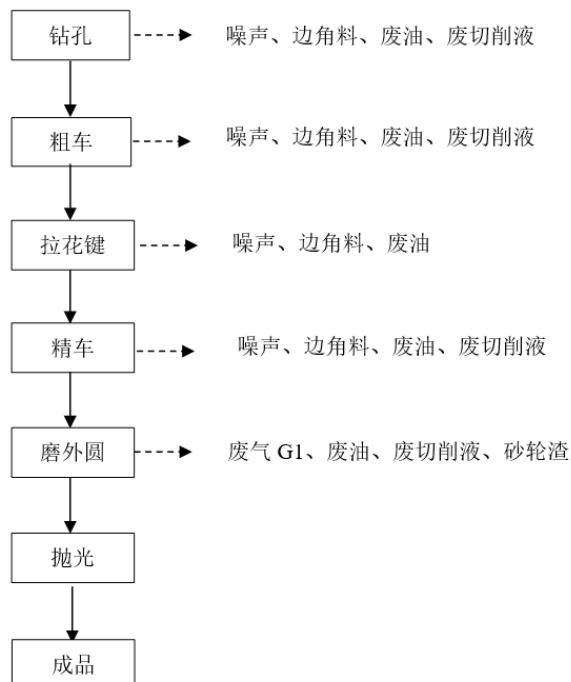 钻孔
噪声、边角料、废油、废切削液
粗车
噪声、边角料、废油、废切削液
拉花键
噪声、边角料、废油
精车
噪声、边角料、废油、废切削液
磨外圆
废气 G1、废油、废切削液、砂轮渣
抛光
成品